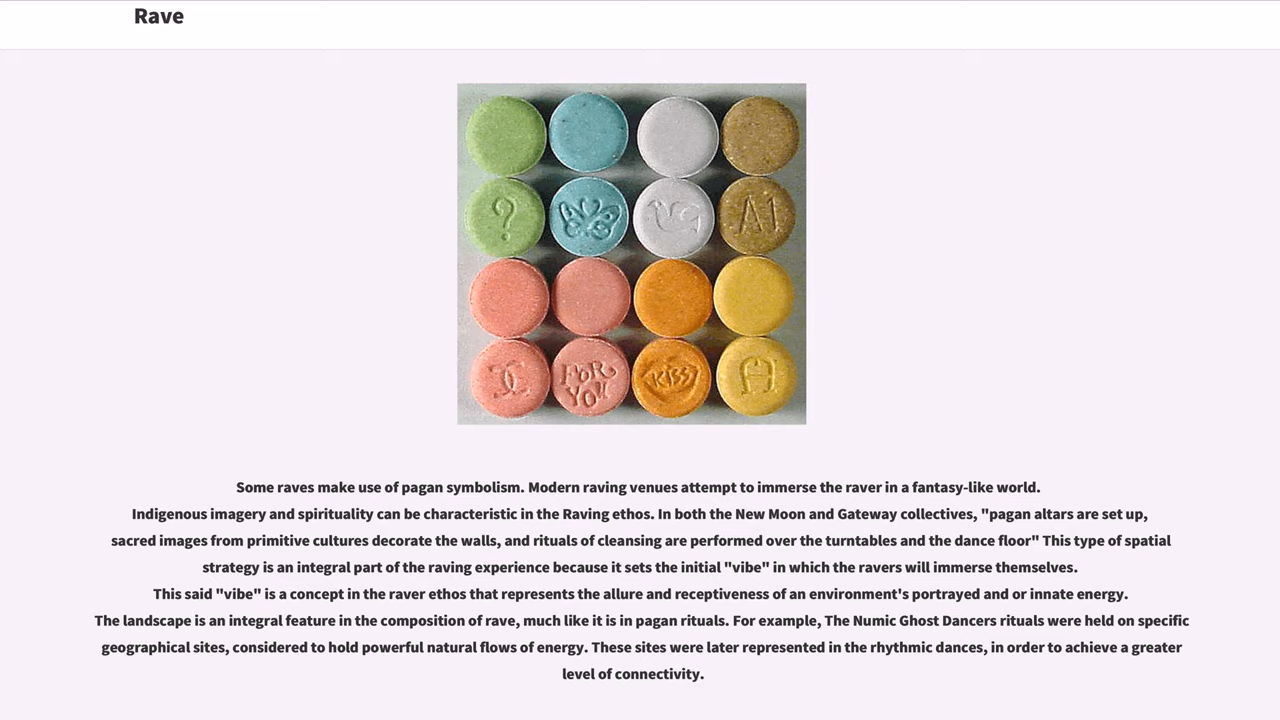 Rave
?
A1
FOR
YOU
KISS
Some raves make use of pagan symbolism. Modern raving venues attempt to immerse the raver in a fantasy-like world.
Indigenous imagery and spirituality can be characteristic in the Raving ethos. In both the New Moon and Gateway collectives, "pagan altars are set up,
sacred images from primitive cultures decorate the walls, and rituals of cleansing are performed over the turntables and the dance floor" This type of spatial
strategy is an integral part of the raving experience because it sets the initial "vibe" in which the ravers will immerse themselves.
This said "vibe" is a concept in the raver ethos that represents the allure and receptiveness of an environment's portrayed and or innate energy.
The landscape is an integral feature in the composition of rave, much like it is in pagan rituals. For example, The Numic Ghost Dancers rituals were held on specific
geographical sites, considered to hold powerful natural flows of energy. These sites were later represented in the rhythmic dances, in order to achieve a greater
level of connectivity.